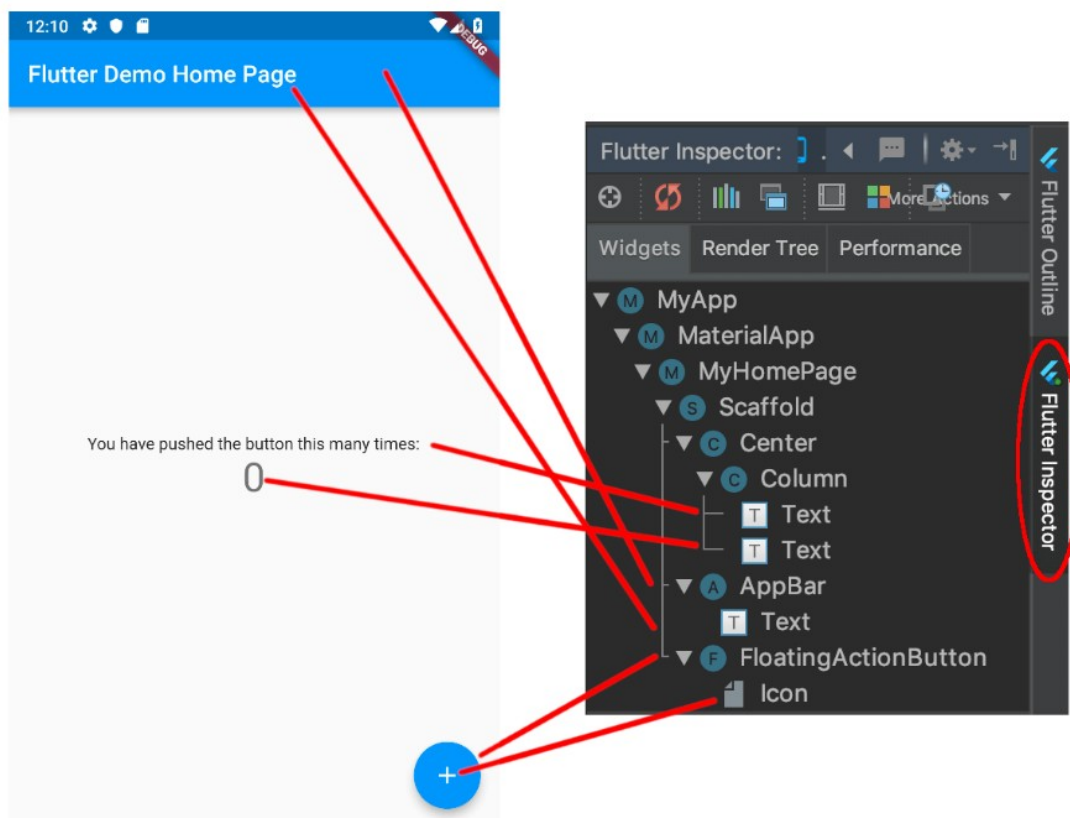 12:10
DEBUG
Flutter Demo Home Page
You have pushed the button this many times:
0
Flutter Inspector:
More Actions
Widgets Render Tree Performance
M MyApp
M MaterialApp
M MyHomePage
S Scaffold
C Center
C Column
T Text
T Text
A AppBar
T Text
F FloatingActionButton
Icon
Flutter Outline
Flutter Inspector